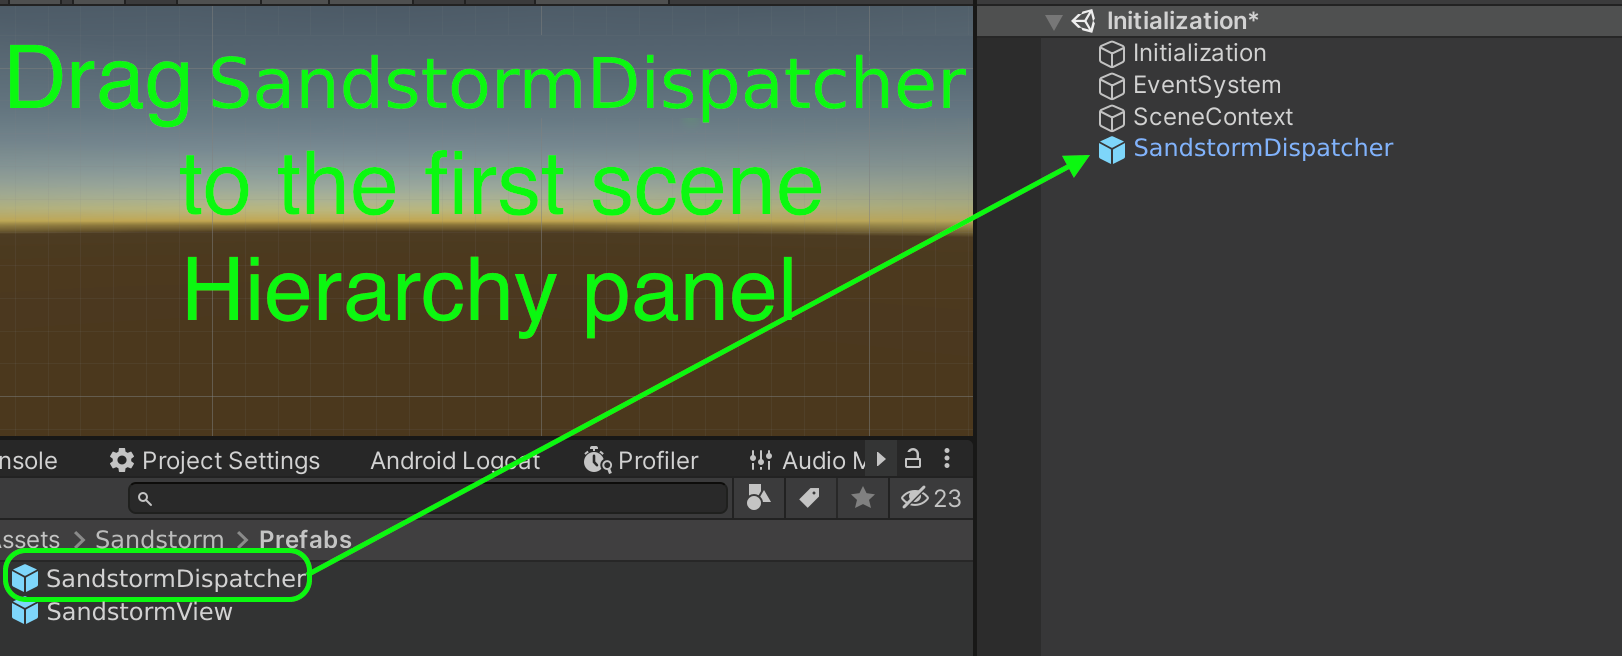 Drag SandstormDispatcher
to the first scene
Hierarchy panel
Initialization*
Initialization
EventSystem
SceneContext
SandstormDispatcher
nsole
Project Settings
Android Logcat
Profiler
Audio M
23
ssets > Sandstorm > Prefabs
SandstormDispatcher
SandstormView